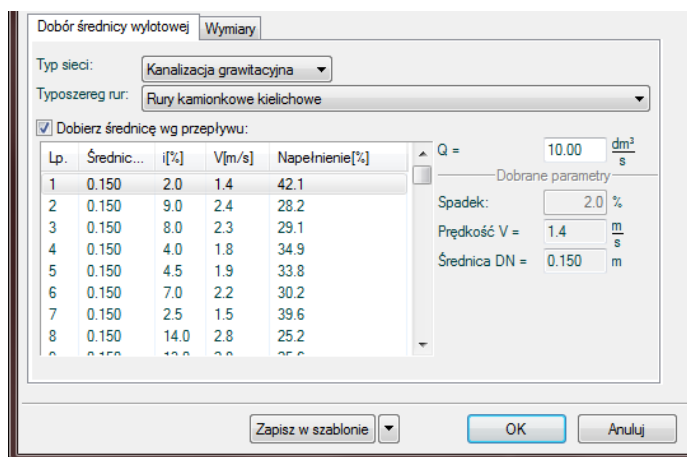 Dobór średnicy wylotowej Wymiary
Typ sieci: Kanalizacja grawitacyjna
Typoszereg rur: Rury kamionkowe kielichowe
Dobierz średnicę wg przepływu:
Lp. Średnic... i[%] V[m/s] Napełnienie[%]
1 0.150 2.0 1.4 42.1
2 0.150 9.0 2.4 28.2
3 0.150 8.0 2.3 29.1
4 0.150 4.0 1.8 34.9
5 0.150 4.5 1.9 33.8
6 0.150 7.0 2.2 30.2
7 0.150 2.5 1.5 39.6
8 0.150 14.0 2.8 25.2
Q = 10.00 dm³/s
Dobrane parametry
Spadek: 2.0 %
Prędkość V = 1.4 m/s
Średnica DN = 0.150 m
Zapisz w szablonie OK Anuluj